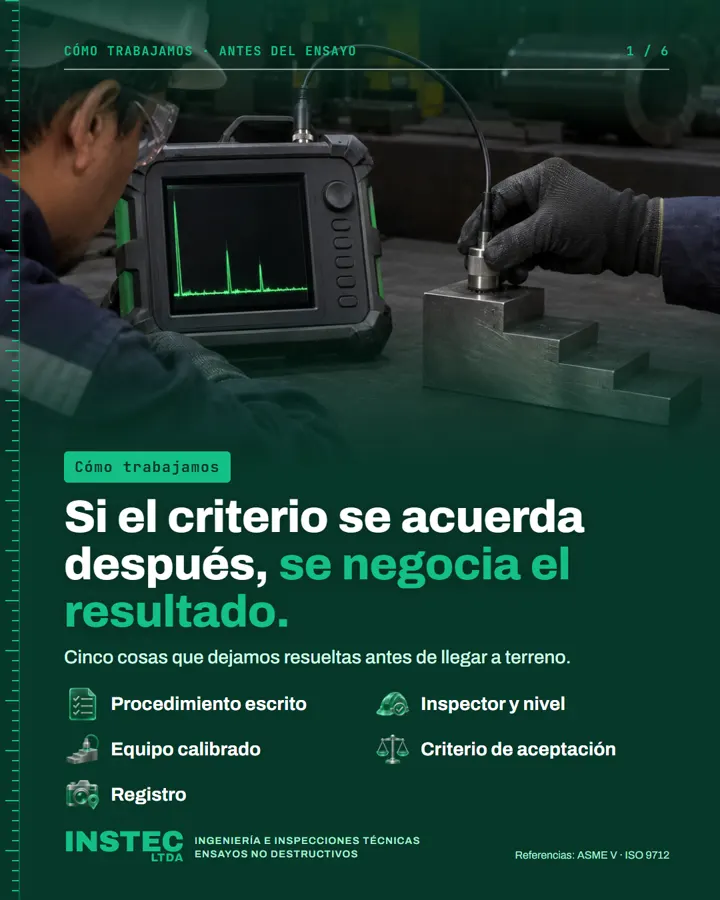 CÓMO TRABAJAMOS · ANTES DEL ENSAYO
1 / 6
Cómo trabajamos
Si el criterio se acuerda
después, se negocia el
resultado.
Cinco cosas que dejamos resueltas antes de llegar a terreno.
Procedimiento escrito
Inspector y nivel
Equipo calibrado
Criterio de aceptación
Registro
INSTEC
LTDA
INGENIERÍA E INSPECCIONES TÉCNICAS
ENSAYOS NO DESTRUCTIVOS
Referencias: ASME V · ISO 9712